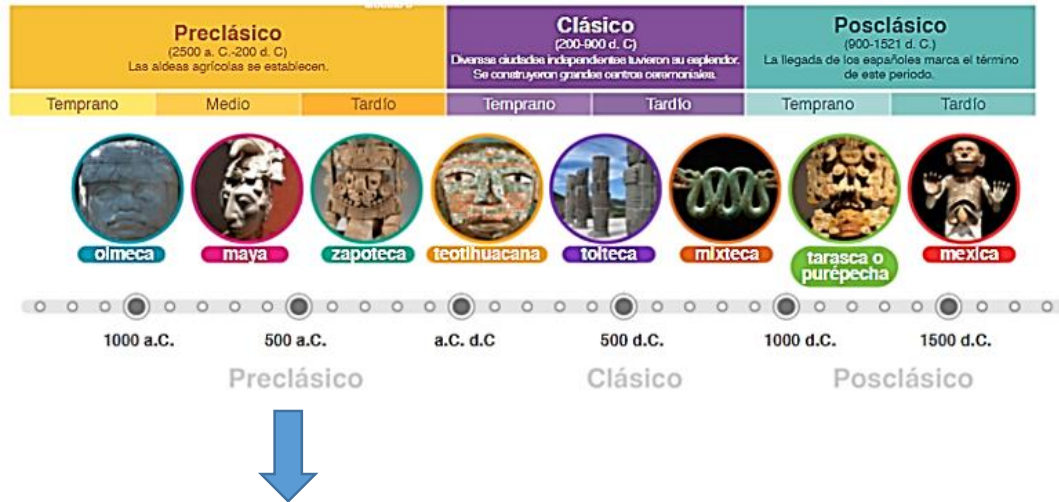 Preclásico
(2500 a. C.-200 d. C)
Las aldeas agrícolas se establecen.
Clásico
(200-900 d. C)
Diversas ciudades independientes tuvieron su esplendor.
Se construyeron grandes centros ceremoniales.
Posclásico
(900-1521 d. C.)
La llegada de los españoles marca el término
de este periodo.
Temprano Medio Tardío Temprano Tardío Temprano Tardío
olmeca maya zapoteca teotihuacana tolteca mixteca tarasca o
purépecha mexica
1000 a.C. 500 a.C. a.C. d.C 500 d.C. 1000 d.C. 1500 d.C.
Preclásico Clásico Posclásico